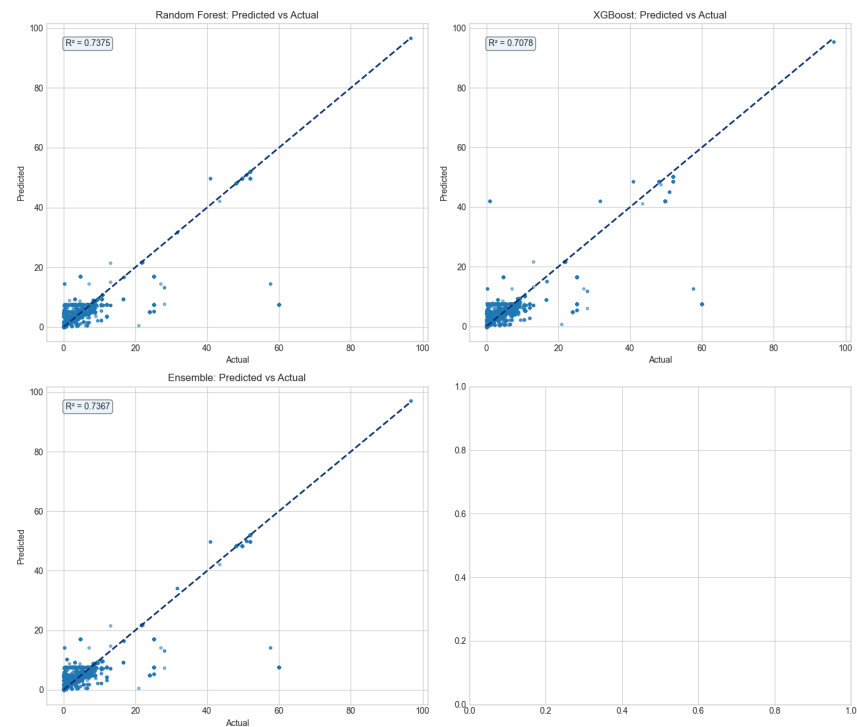 Random Forest: Predicted vs Actual
R² = 0.7375
100
80
60
40
20
0
Predicted
0 20 40 60 80 100
Actual
XGBoost: Predicted vs Actual
R² = 0.7078
100
80
60
40
20
0
Predicted
0 20 40 60 80 100
Actual
Ensemble: Predicted vs Actual
R² = 0.7367
100
80
60
40
20
0
Predicted
0 20 40 60 80 100
Actual
1.0
0.8
0.6
0.4
0.2
0.0
0.0 0.2 0.4 0.6 0.8 1.0